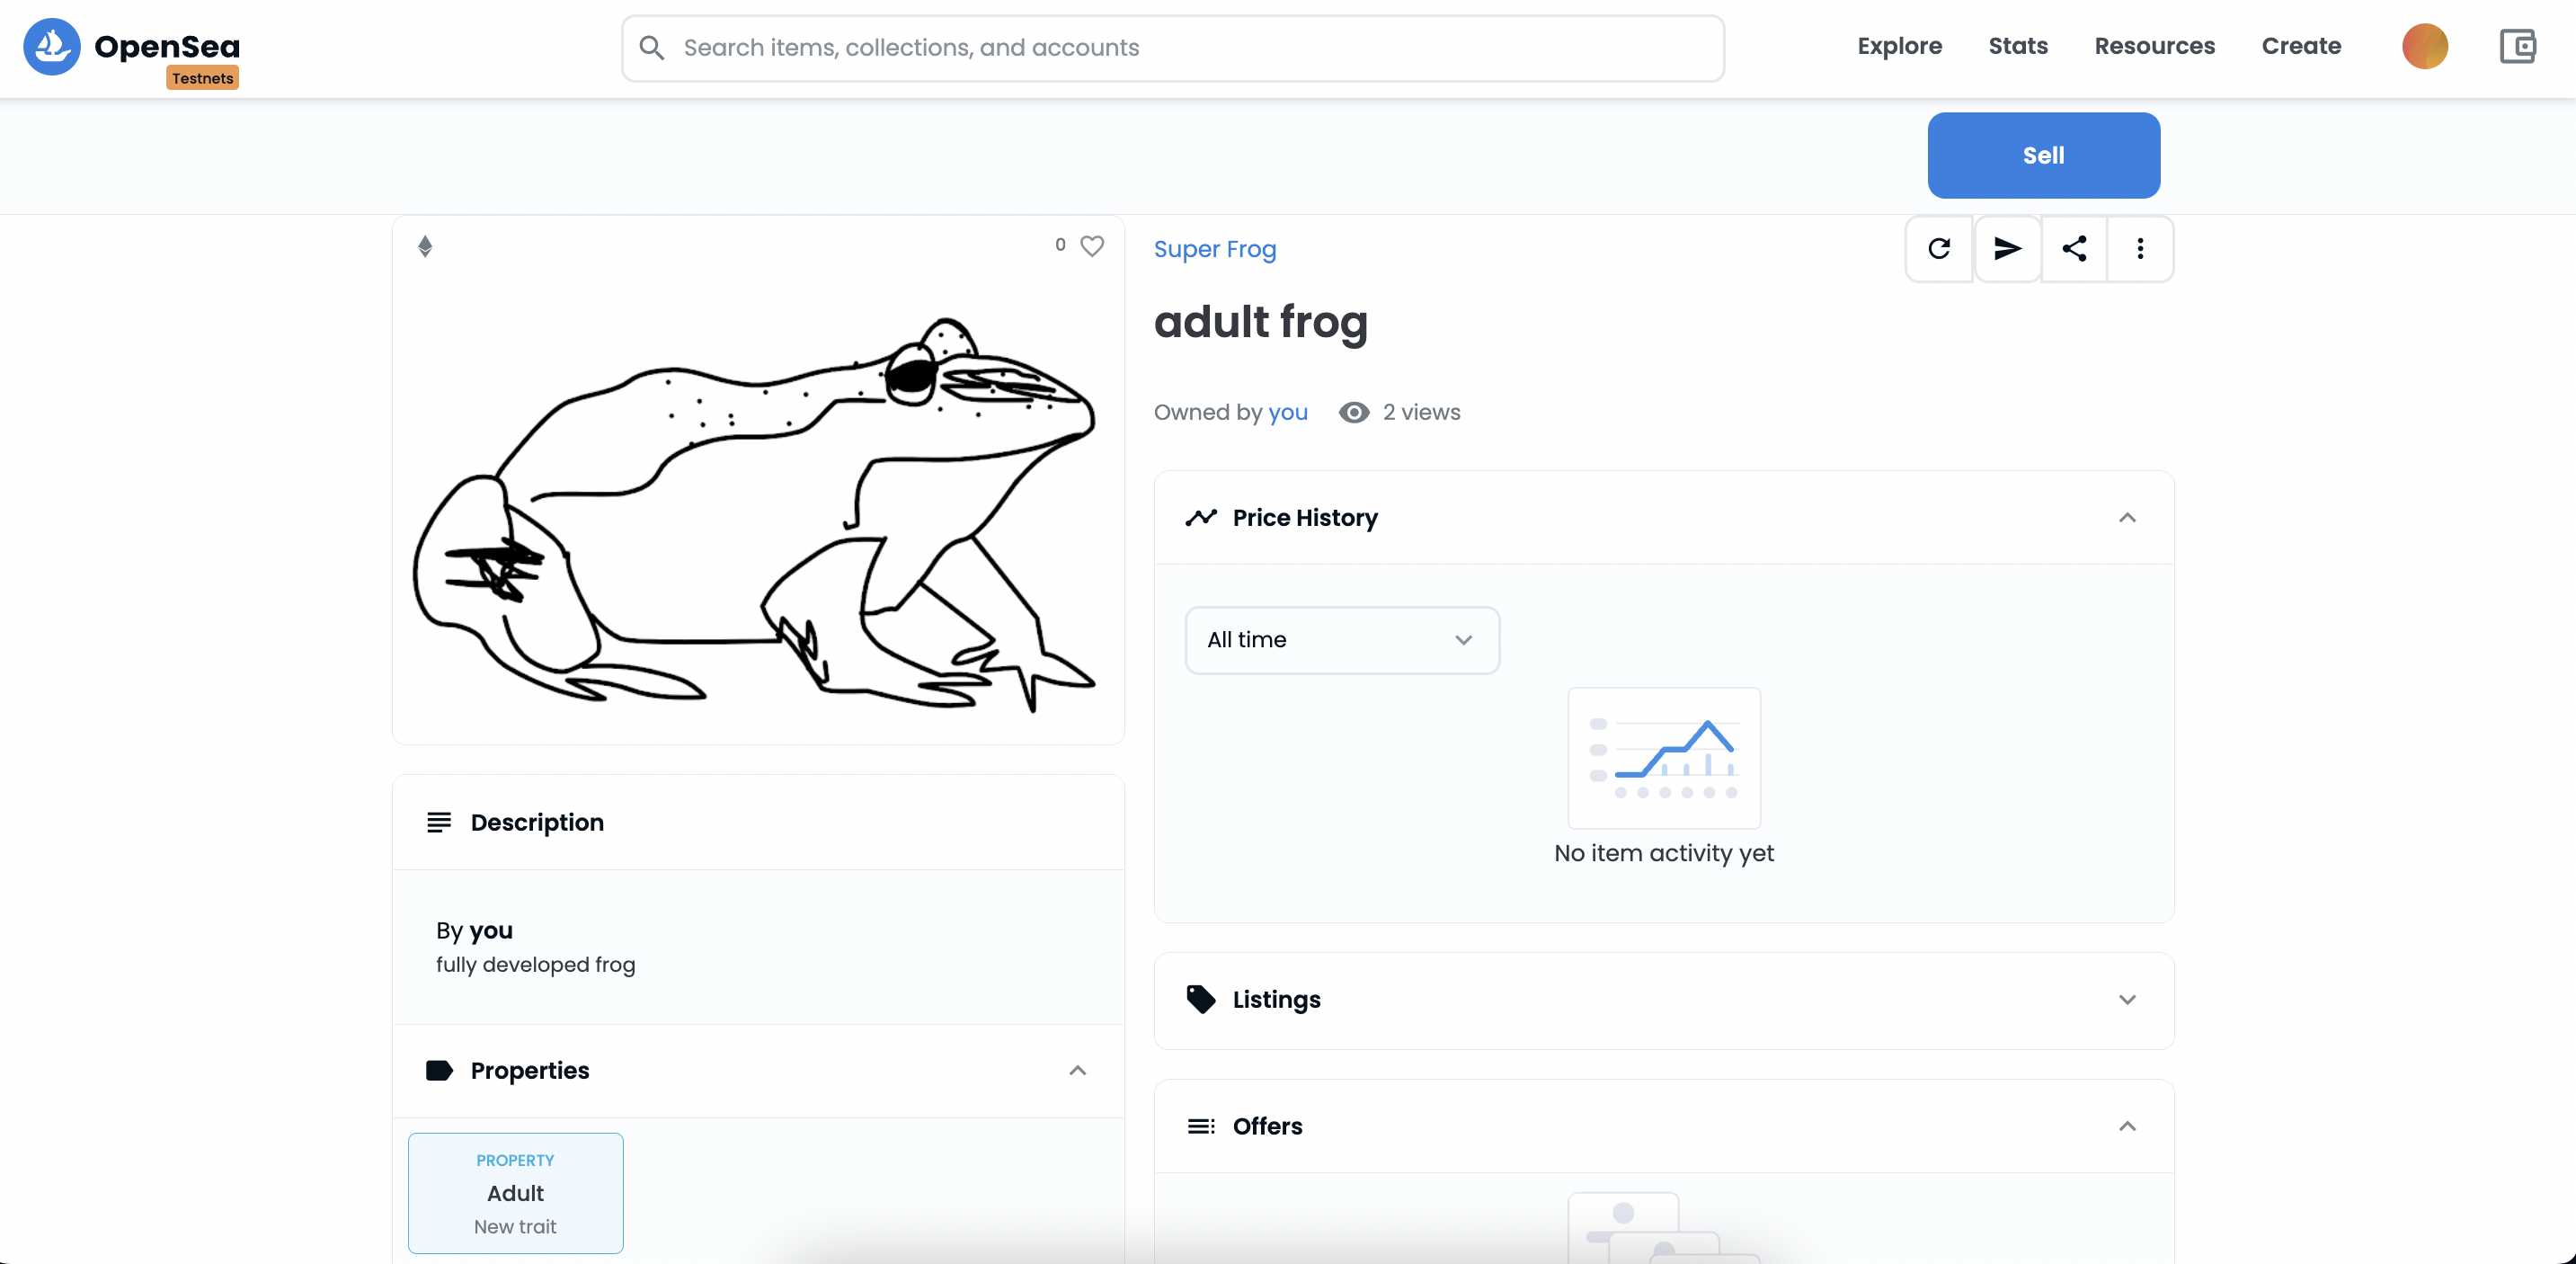 OpenSea
Testnets
Search items, collections, and accounts
Explore
Stats
Resources
Create
Sell
0
Super Frog
adult frog
Owned by you
2 views
Price History
All time
No item activity yet
Description
By you
fully developed frog
Properties
PROPERTY
Adult
New trait
Listings
Offers